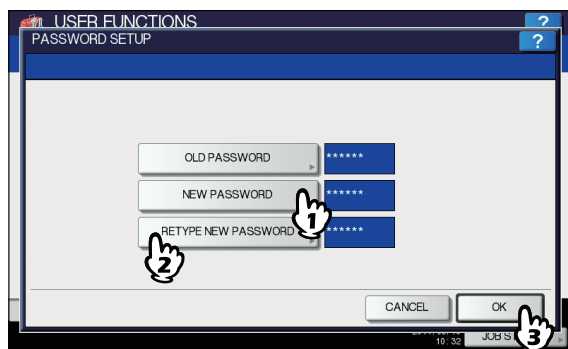 USER FUNCTIONS
?
PASSWORD SETUP
?
OLD PASSWORD ******
NEW PASSWORD ******
1
RETYPE NEW PASSWORD ******
2
CANCEL
OK
3
10:32
JOB S